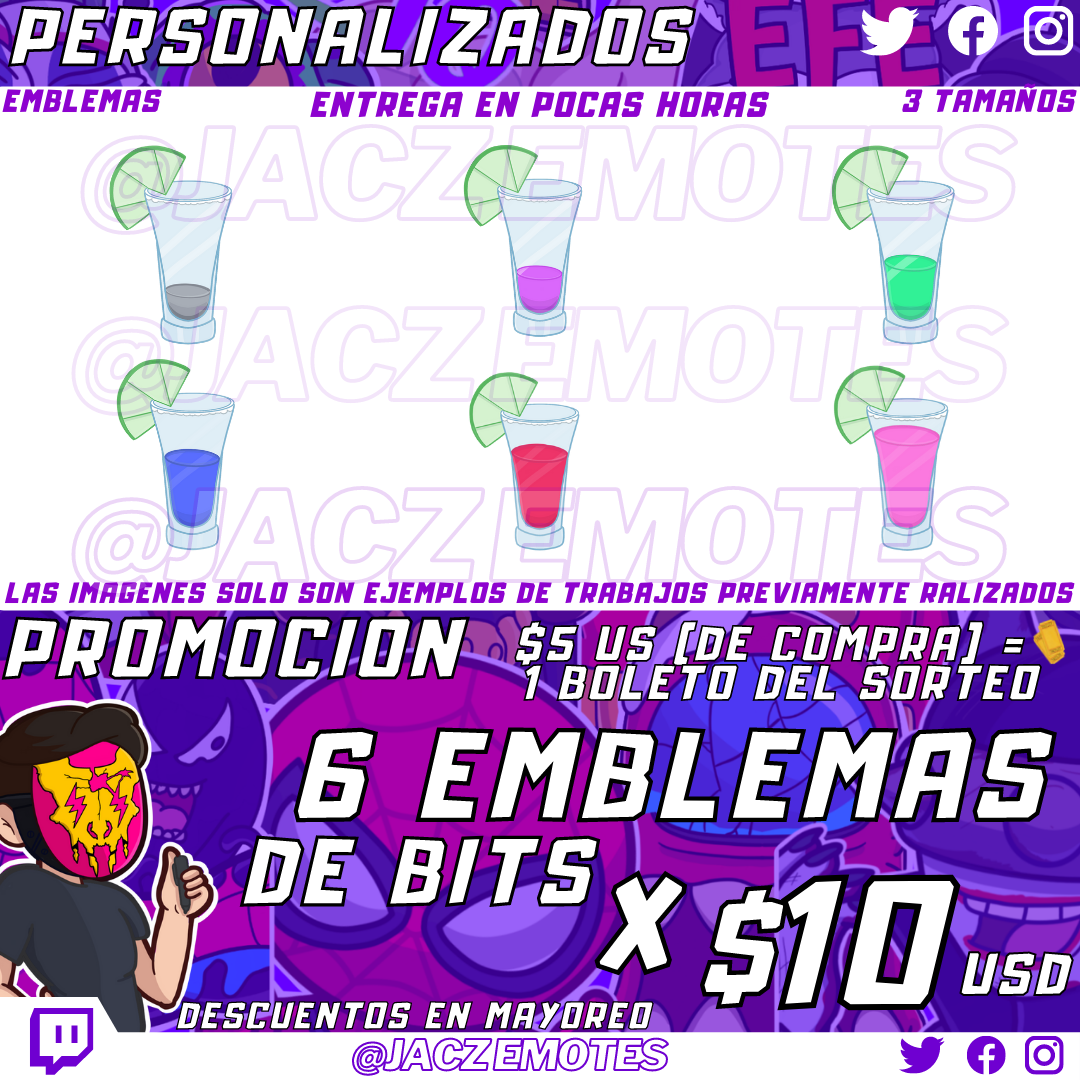 PERSONALIZADOS
EFE
EMBLEMAS
ENTREGA EN POCAS HORAS
3 TAMAÑOS
@JACZEMOTES
@JACZEMOTES
@JACZEMOTES
LAS IMAGENES SOLO SON EJEMPLOS DE TRABAJOS PREVIAMENTE RALIZADOS
PROMOCION
$5 US (DE COMPRA) =
1 BOLETO DEL SORTEO
6 EMBLEMAS
DE BITS
X $10 USD
DESCUENTOS EN MAYOREO
@JACZEMOTES